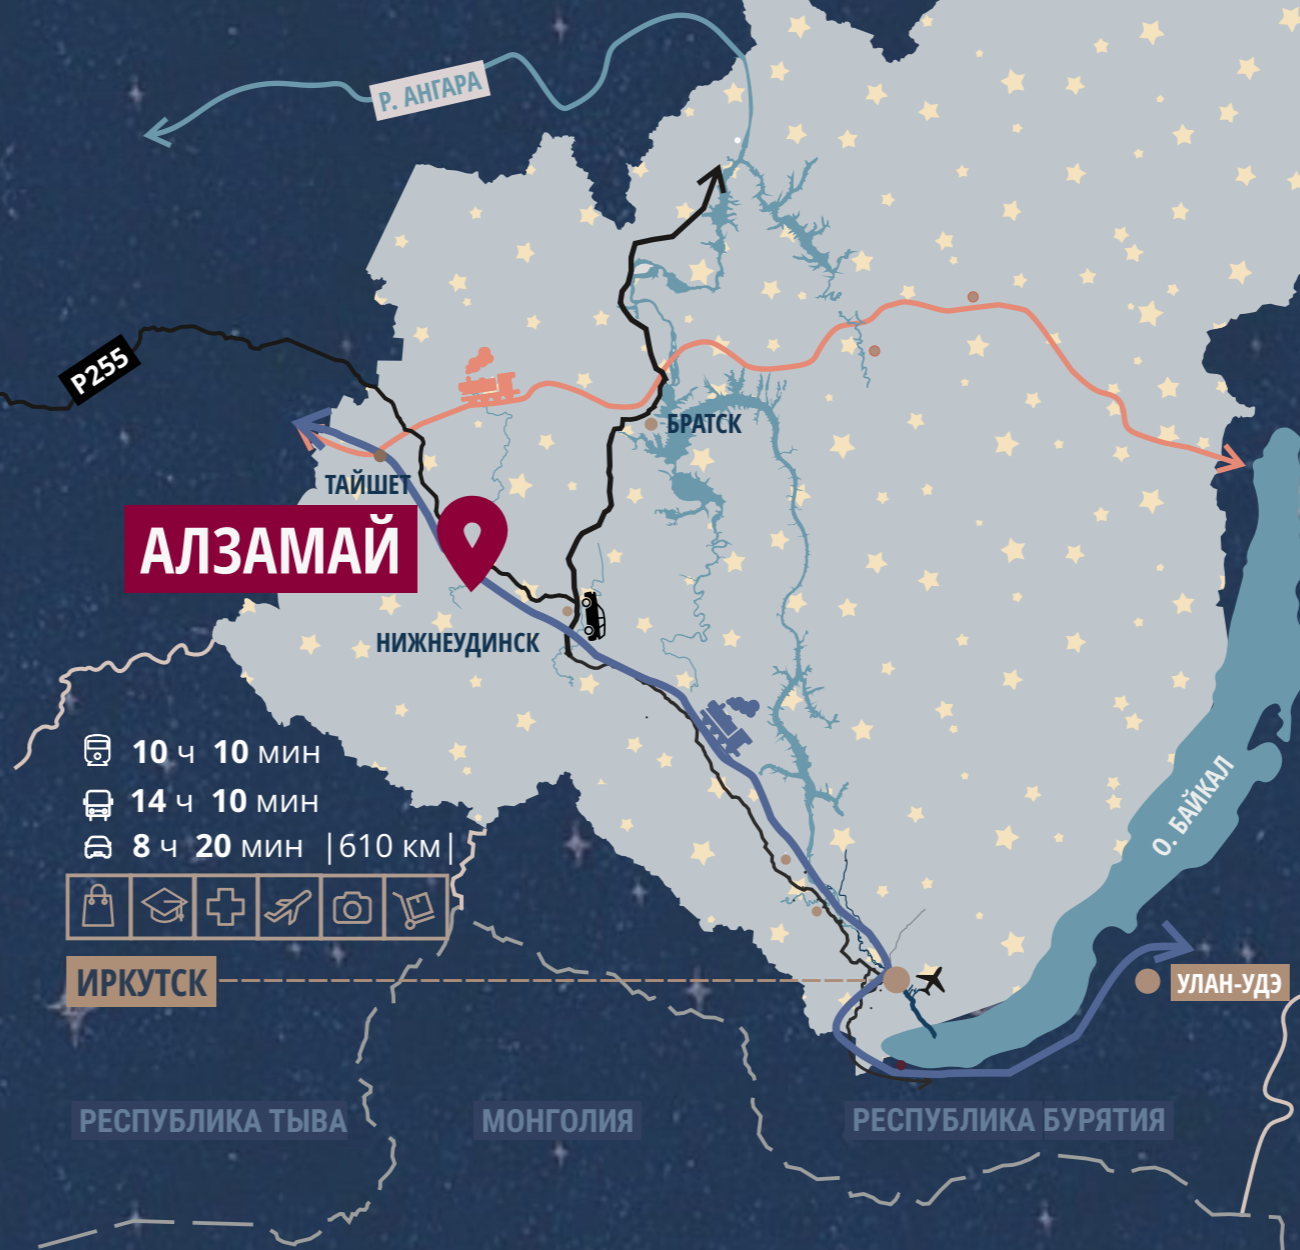 Р. АНГАРА
Р255
БРАТСК
ТАЙШЕТ
АЛЗАМАЙ
НИЖНЕУДИНСК
10 ч 10 мин
14 ч 10 мин
8 ч 20 мин |610 км|
О. БАЙКАЛ
ИРКУТСК
УЛАН-УДЭ
РЕСПУБЛИКА ТЫВА
МОНГОЛИЯ
РЕСПУБЛИКА БУРЯТИЯ